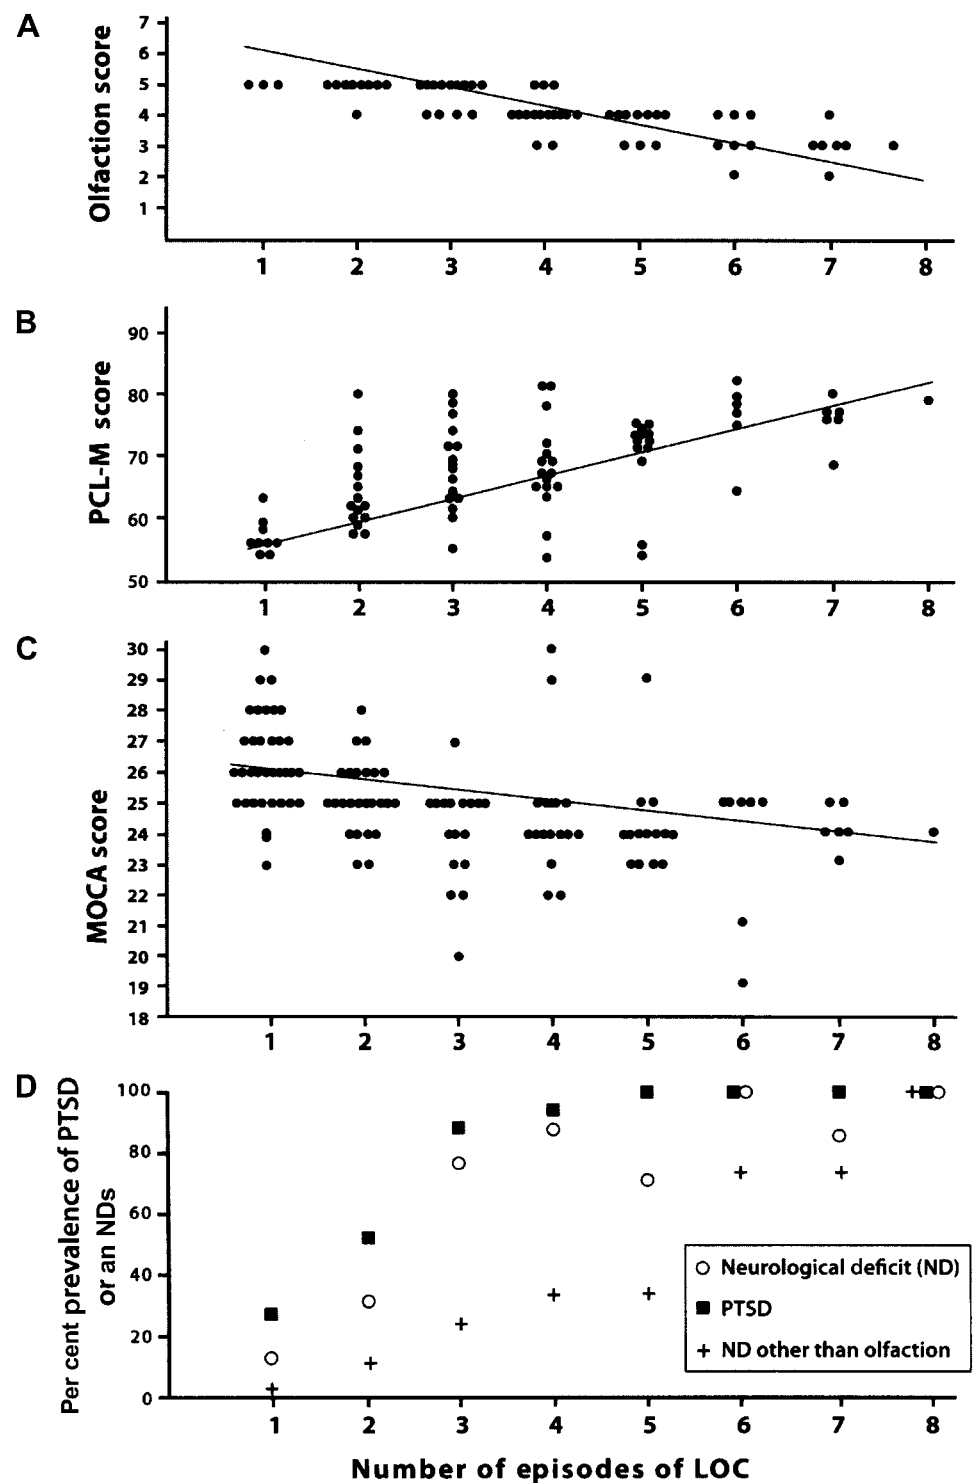 A
Olfaction score
7
6
5
4
3
2
1
1 2 3 4 5 6 7 8
B
PCL-M score
90
80
70
60
50
1 2 3 4 5 6 7 8
C
MOCA score
30
29
28
27
26
25
24
23
22
21
20
19
18
1 2 3 4 5 6 7 8
D
Per cent prevalence of PTSD
or an NDs
100
80
60
40
20
0
Neurological deficit (ND)
PTSD
ND other than olfaction
1 2 3 4 5 6 7 8
Number of episodes of LOC